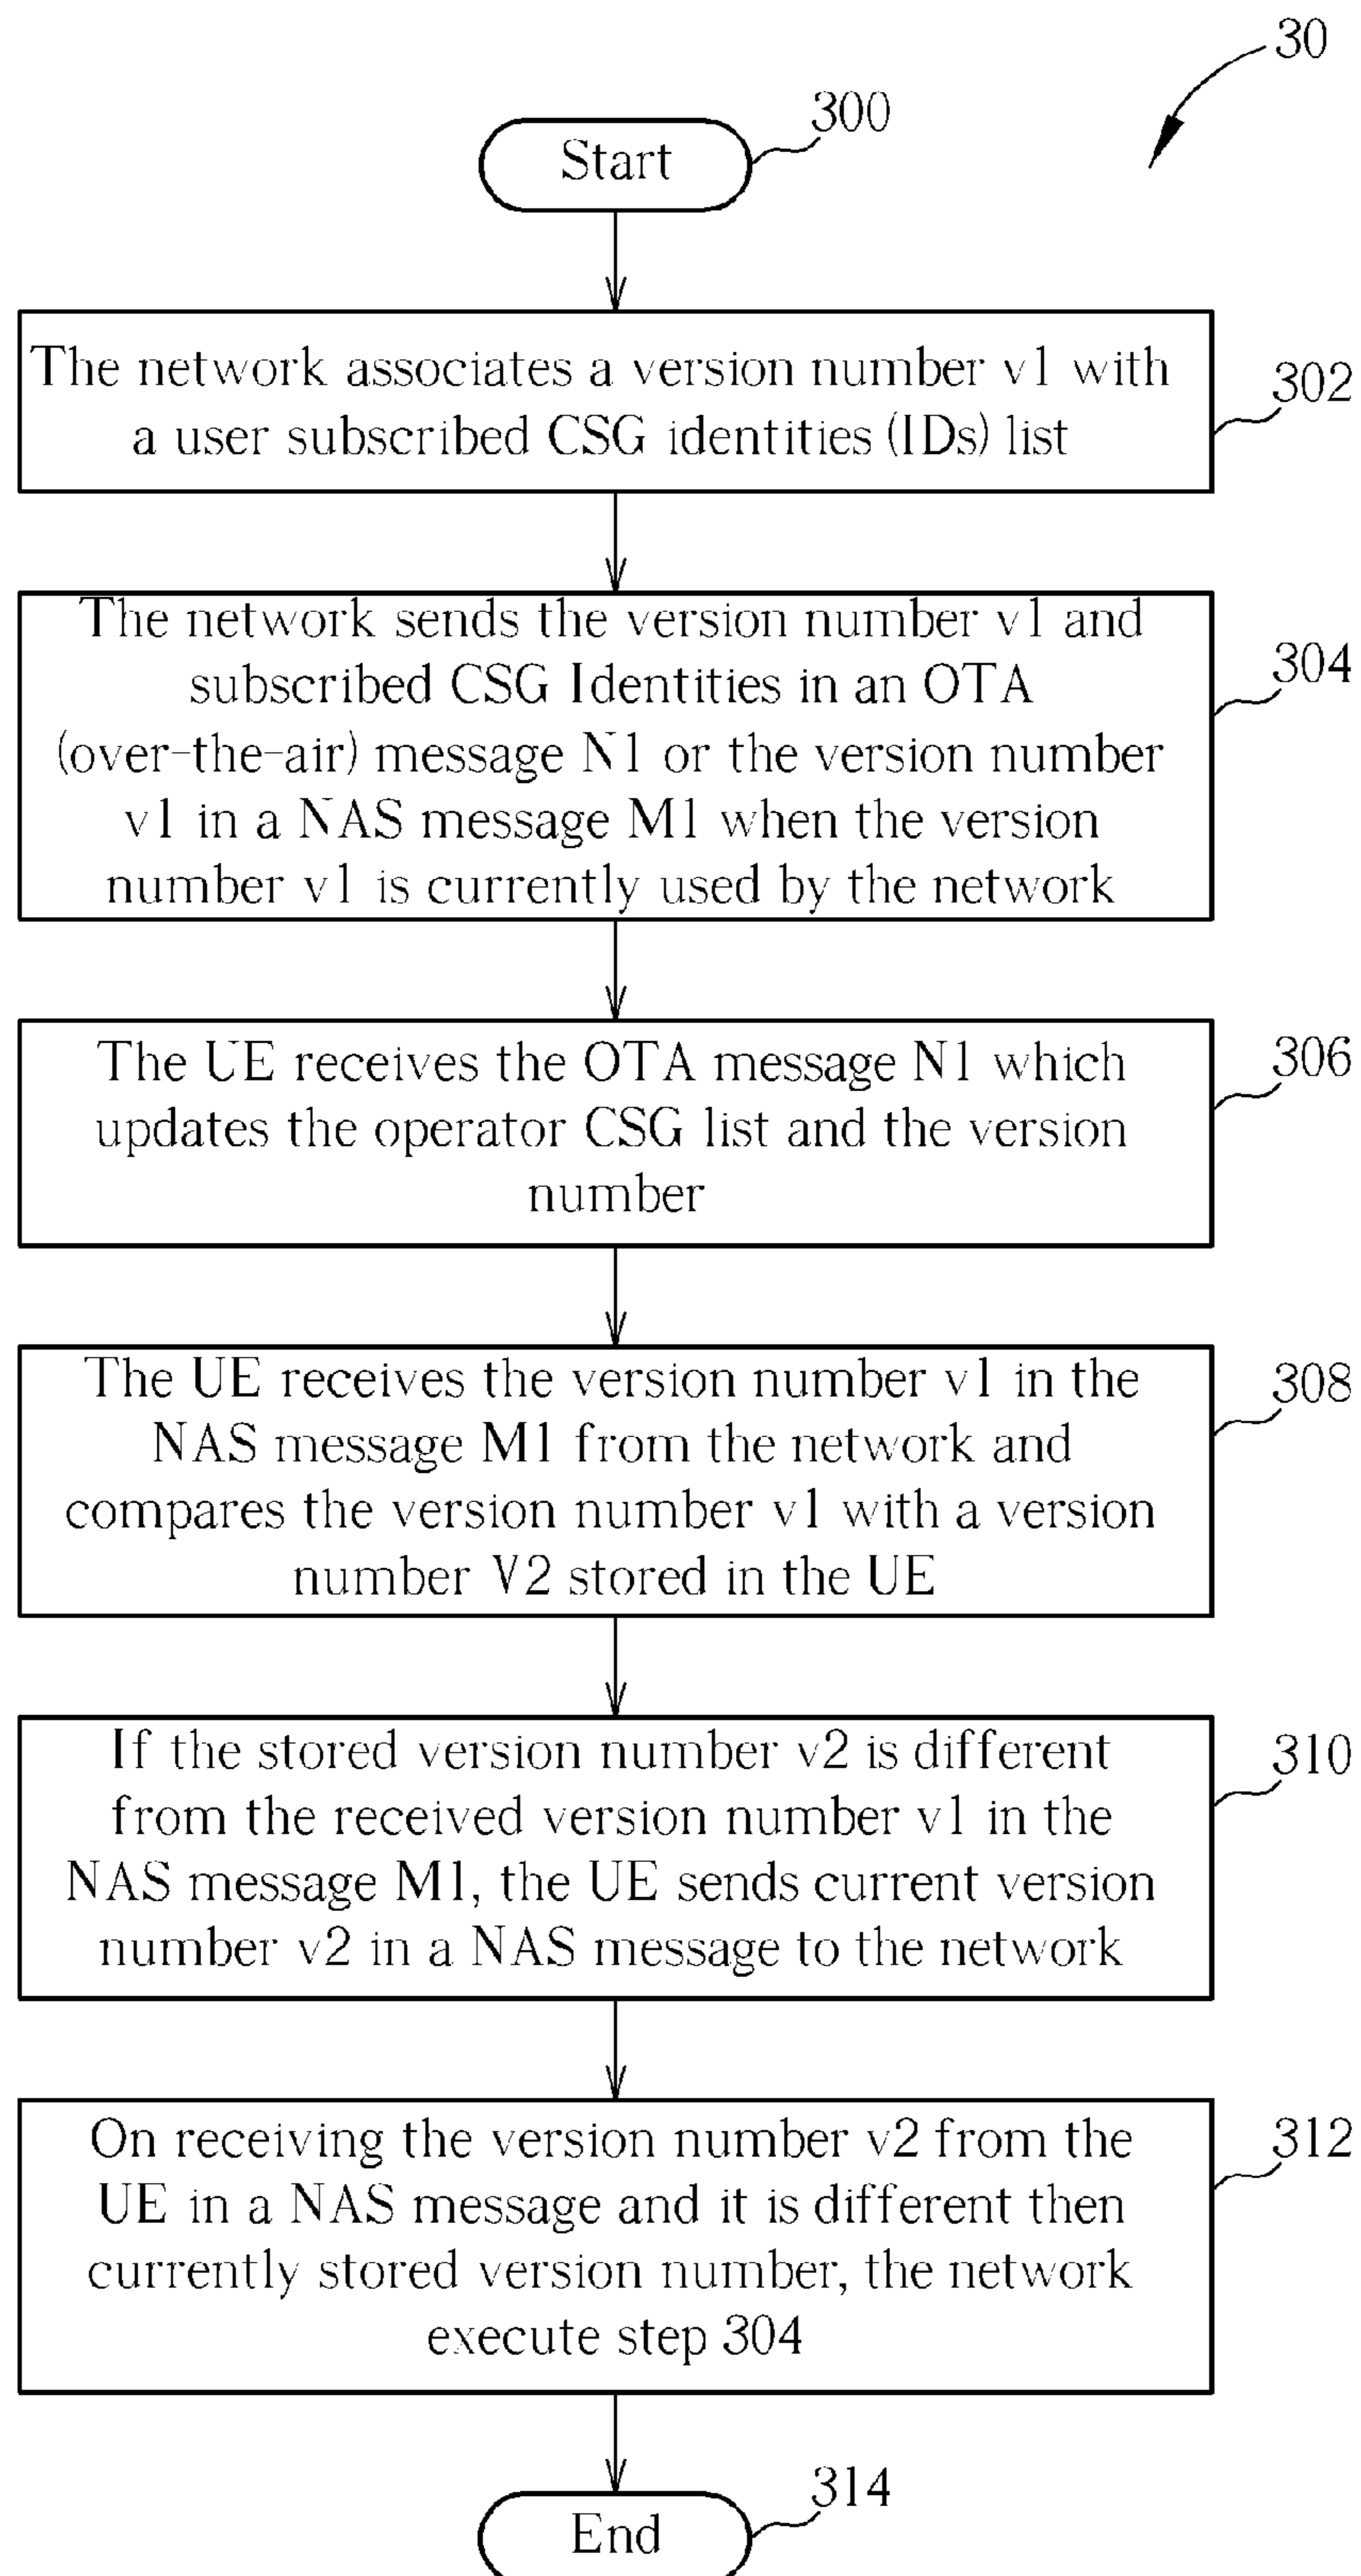 30
300
Start
The network associates a version number v1 with
a user subscribed CSG identities (IDs) list
302
The network sends the version number v1 and
subscribed CSG Identities in an OTA
(over-the-air) message N1 or the version number
v1 in a NAS message M1 when the version
number v1 is currently used by the network
304
The UE receives the OTA message N1 which
updates the operator CSG list and the version
number
306
The UE receives the version number v1 in the
NAS message M1 from the network and
compares the version number v1 with a version
number V2 stored in the UE
308
If the stored version number v2 is different
from the received version number v1 in the
NAS message M1, the UE sends current version
number v2 in a NAS message to the network
310
On receiving the version number v2 from the
UE in a NAS message and it is different then
currently stored version number, the network
execute step 304
312
End
314